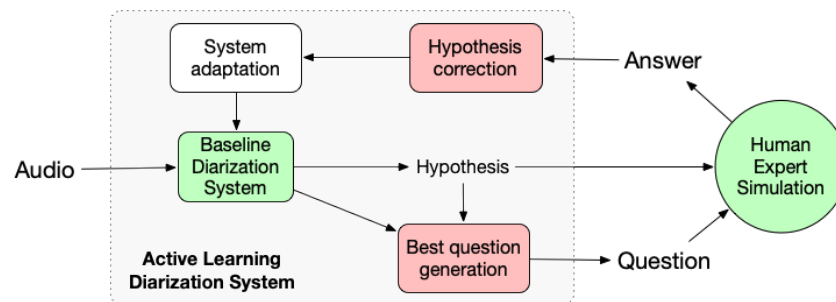 System
adaptation
Hypothesis
correction
Answer
Audio
Baseline
Diarization
System
Hypothesis
Human
Expert
Simulation
Active Learning
Diarization System
Best question
generation
Question